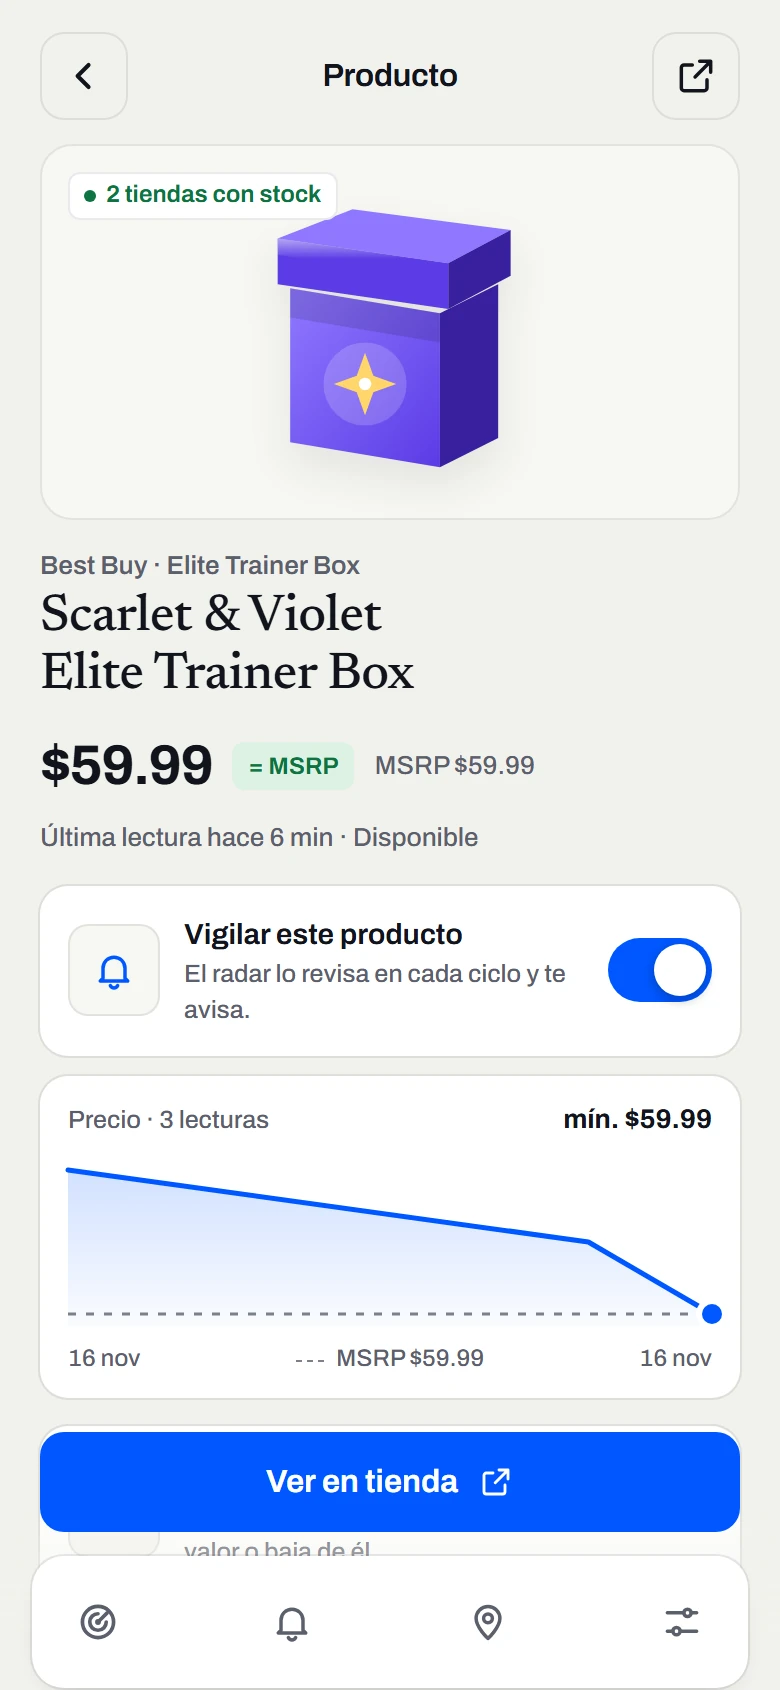 Producto
2 tiendas con stock
Best Buy · Elite Trainer Box
Scarlet & Violet
Elite Trainer Box
$59.99 = MSRP MSRP $59.99
Última lectura hace 6 min · Disponible
Vigilar este producto
El radar lo revisa en cada ciclo y te
avisa.
Precio · 3 lecturas mín. $59.99
16 nov --- MSRP $59.99 16 nov
Ver en tienda
valor o baja de él